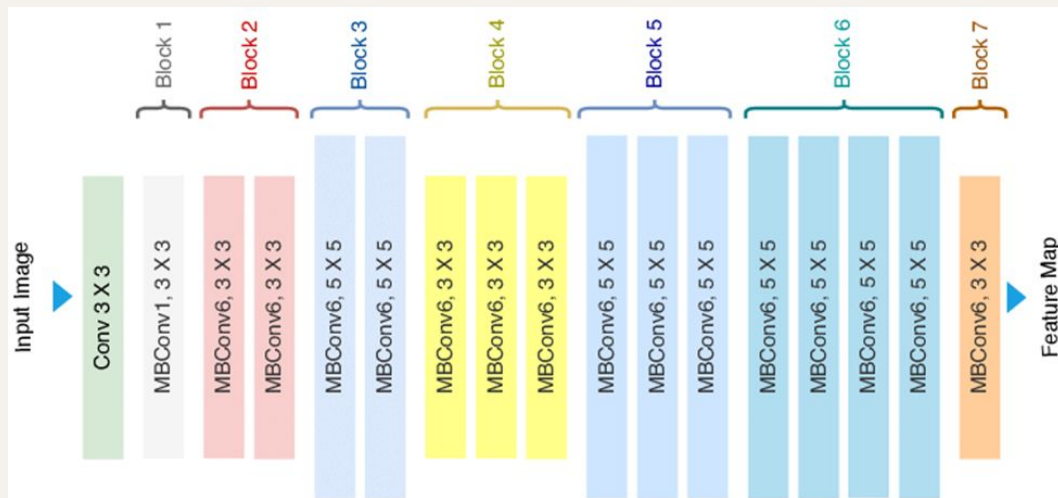 Input Image
Conv 3 X 3
Block 1
MBConv1, 3 X 3
Block 2
MBConv6, 3 X 3
MBConv6, 3 X 3
Block 3
MBConv6, 5 X 5
MBConv6, 5 X 5
Block 4
MBConv6, 3 X 3
MBConv6, 3 X 3
MBConv6, 3 X 3
Block 5
MBConv6, 5 X 5
MBConv6, 5 X 5
MBConv6, 5 X 5
Block 6
MBConv6, 5 X 5
MBConv6, 5 X 5
MBConv6, 5 X 5
MBConv6, 5 X 5
Block 7
MBConv6, 3 X 3
Feature Map